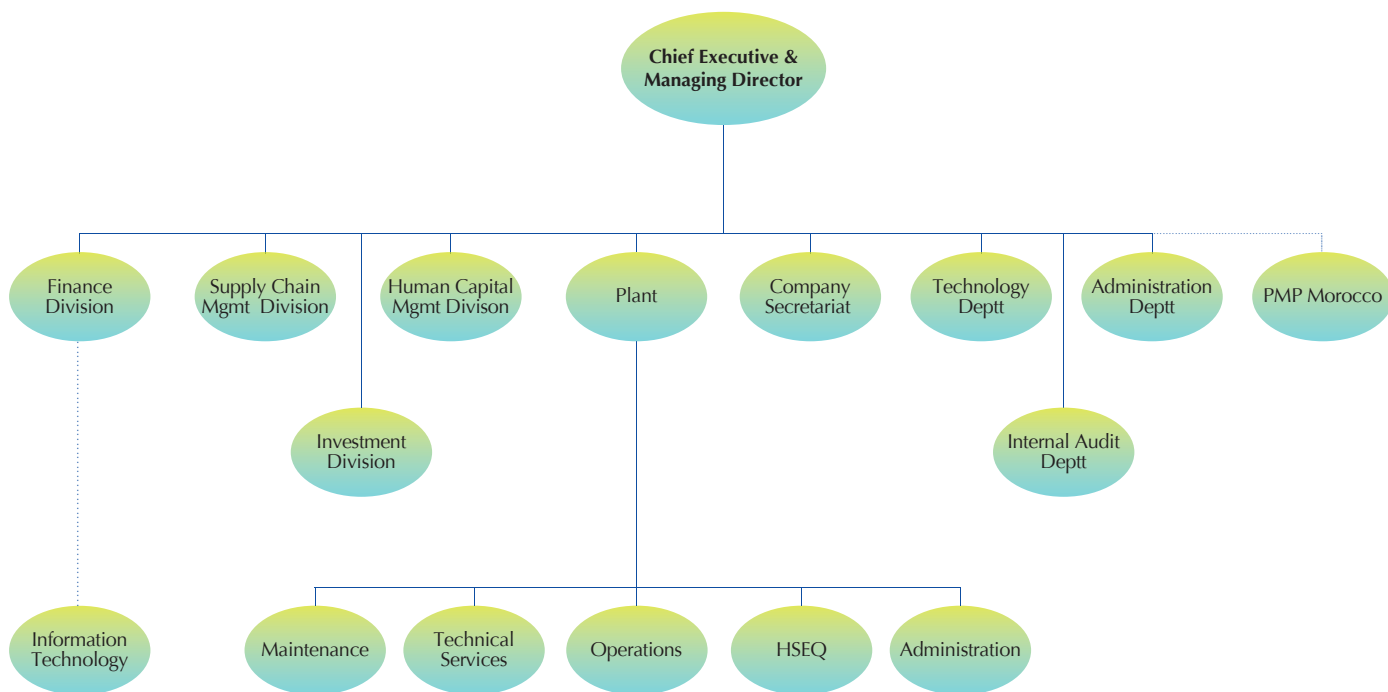 Chief Executive &
Managing Director
Finance
Division
Supply Chain
Mgmt Division
Human Capital
Mgmt Divison
Plant
Company
Secretariat
Technology
Deptt
Administration
Deptt
PMP Morocco
Investment
Division
Internal Audit
Deptt
Information
Technology
Maintenance
Technical
Services
Operations
HSEQ
Administration